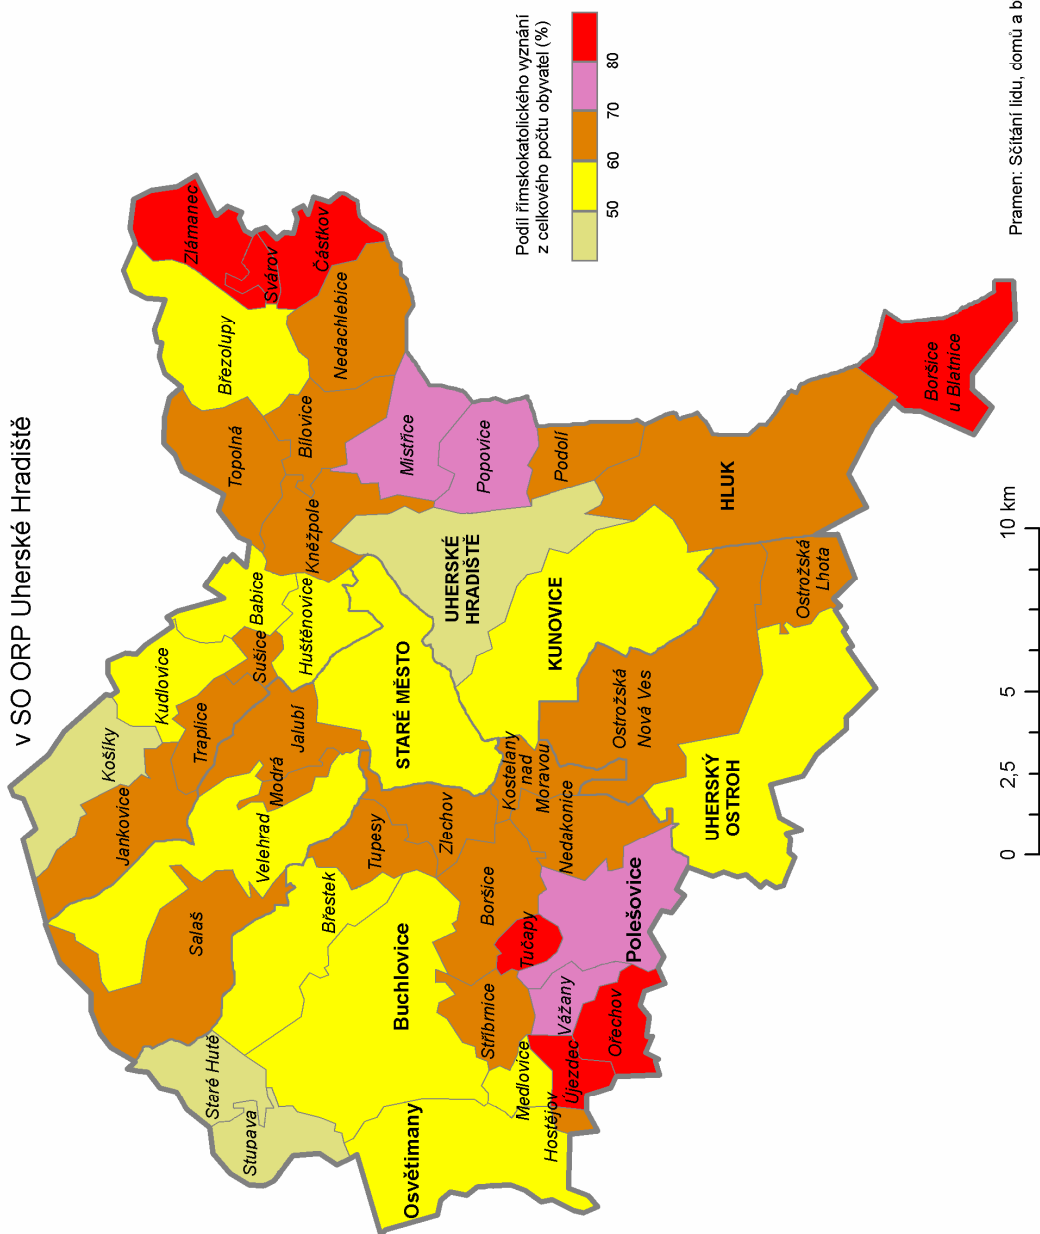 v SO ORP Uherské Hradiště
Podíl římskokatolického vyznání
z celkového počtu obyvatel (%)
50
60
70
80
Košíky
Jankovice
Kudlovice
Traplice
Sušice
Babice
Huštěnovice
Jalubí
Modrá
Velehrad
Salaš
Staré Hutě
Stupava
Břestek
Buchlovice
Osvětimany
Tupesy
Zlechov
STARÉ MĚSTO
Topolná
Bílovice
Kněžpole
Březolupy
Zlámanec
Svárov
Částkov
Nedachlebice
Mistřice
Popovice
Podolí
UHERSKÉ
HRADIŠTĚ
KUNOVICE
HLUK
Boršice
u Blatnice
Ostrožská
Lhota
Ostrožská
Nová Ves
UHERSKÝ
OSTROH
Kostelany
nad
Moravou
Nedakonice
Polešovice
Boršice
Tučapy
Stříbrnice
Vážany
Ořechov
Újezdec
Medlovice
Hostějov
0
2,5
5
10 km
Pramen: Sčítání lidu, domů a b